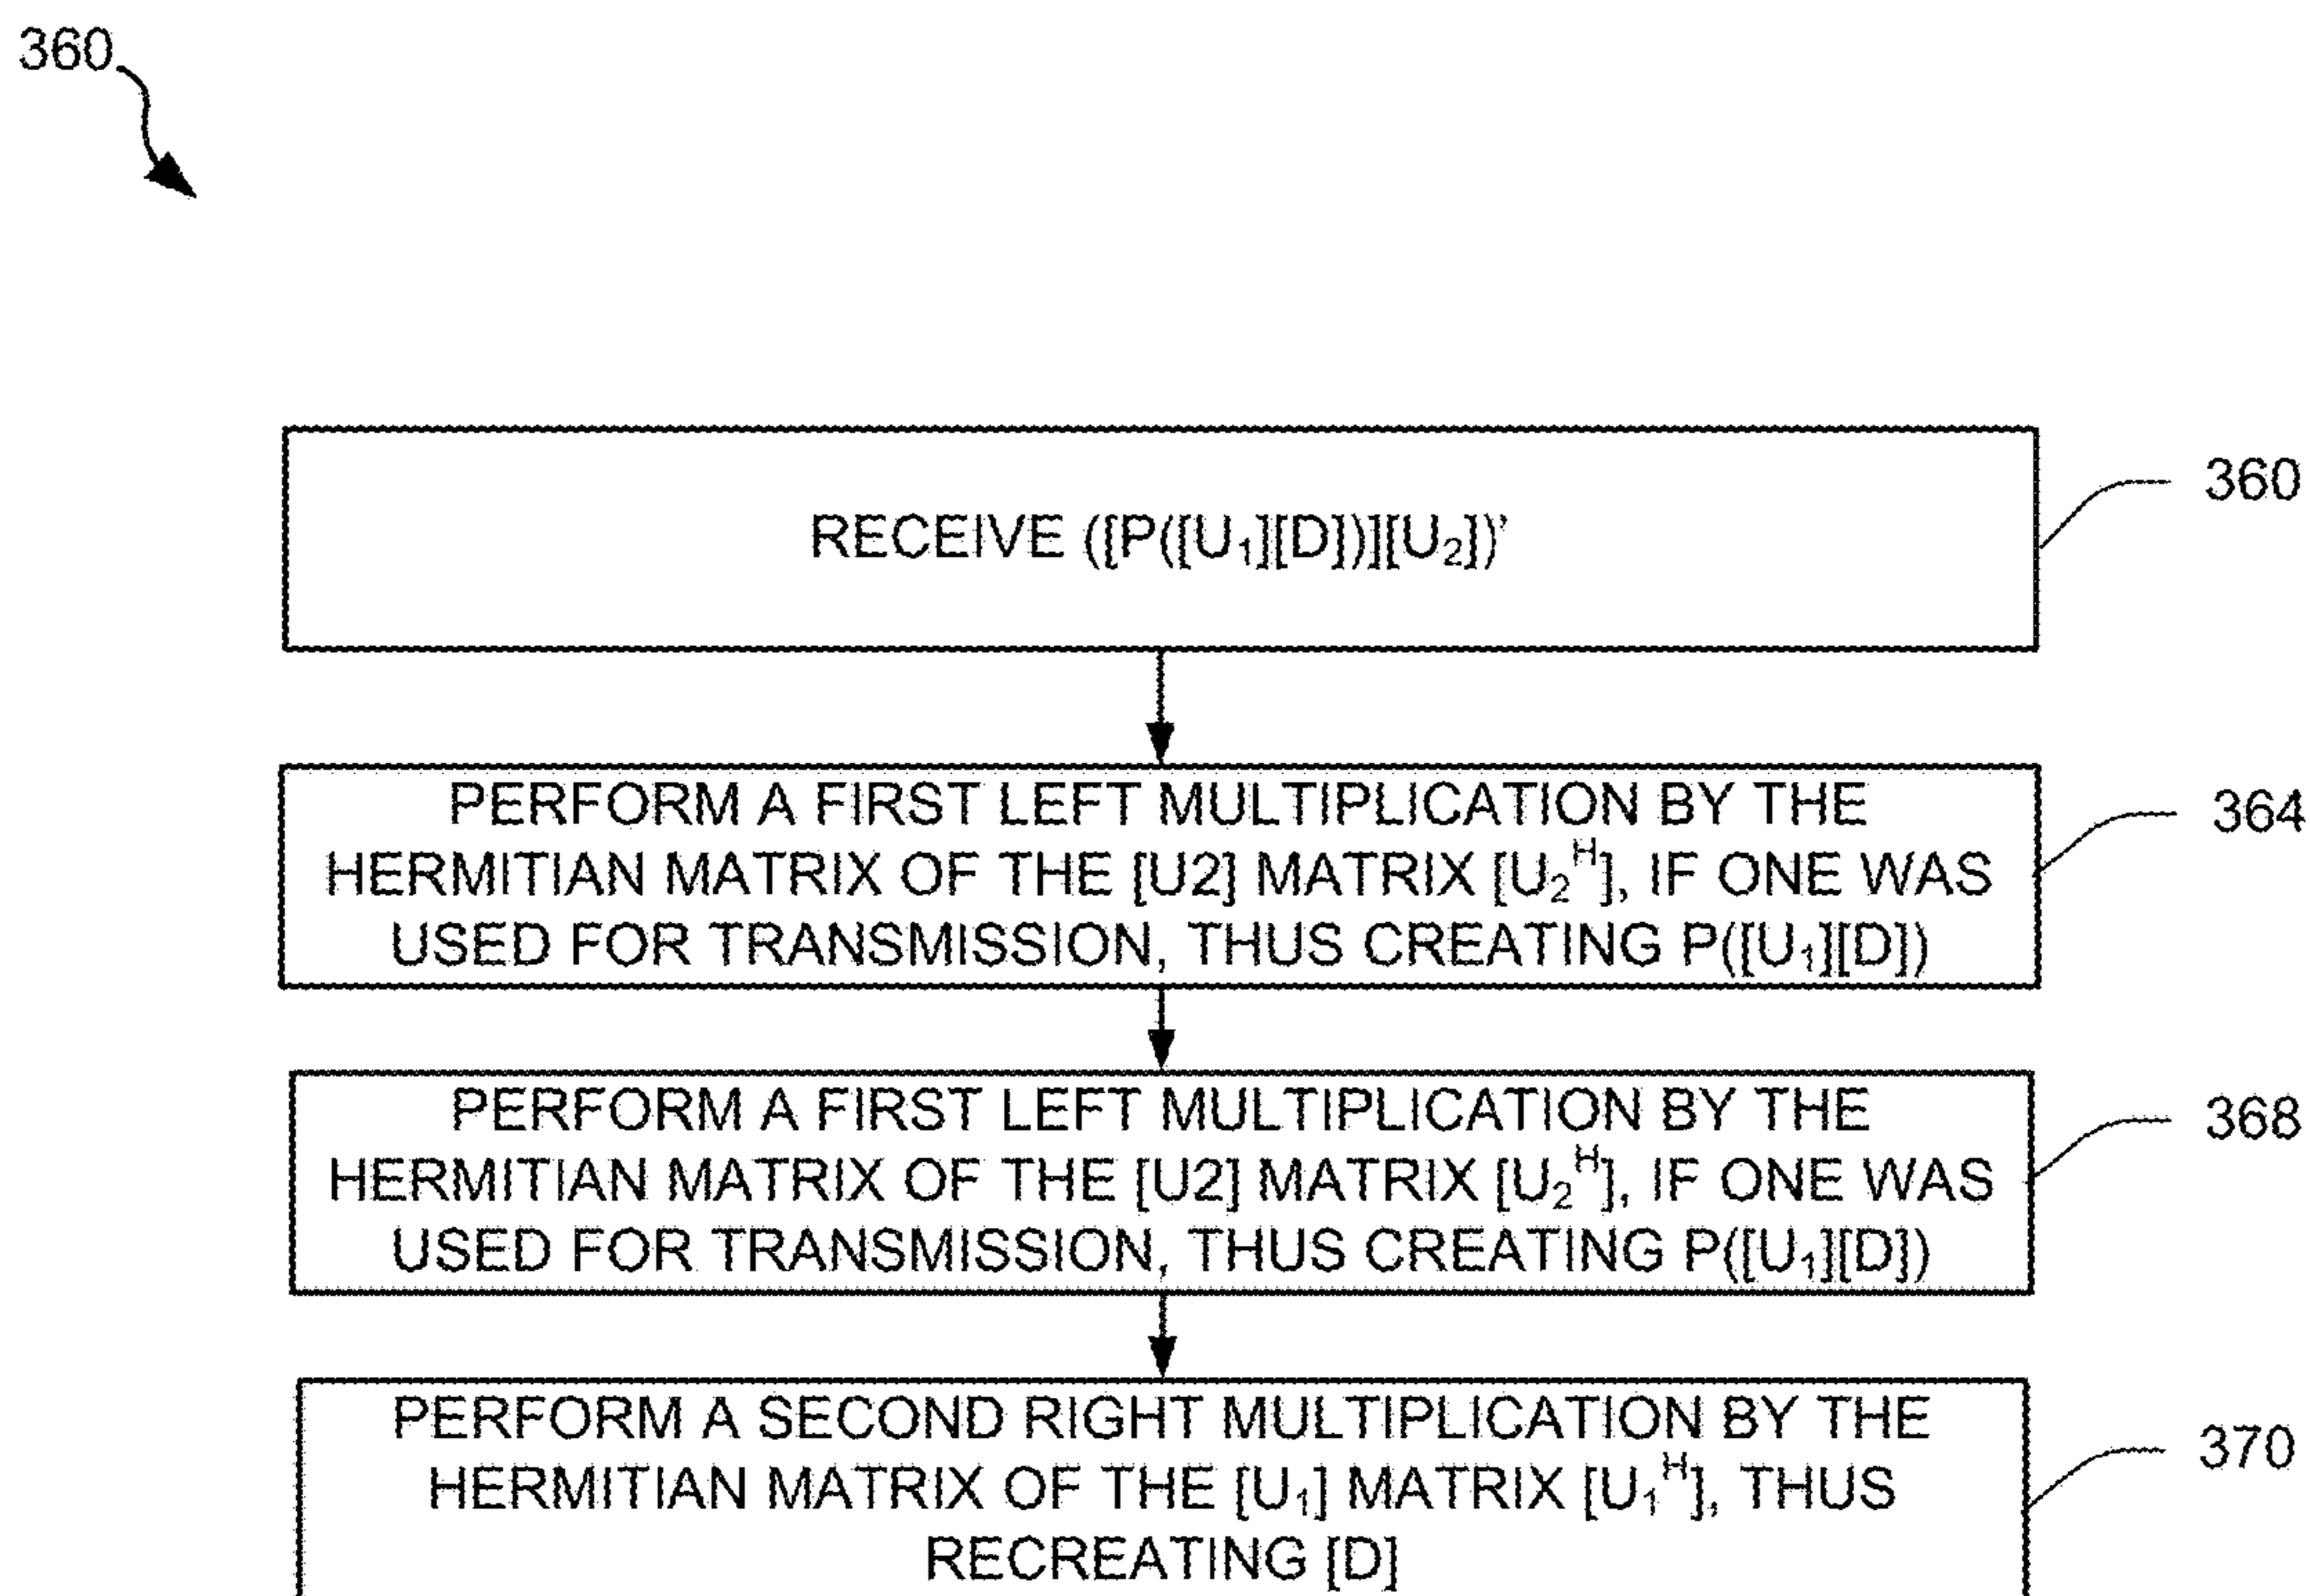 360
RECEIVE ([P([U₁][D])][U₂])'
360
PERFORM A FIRST LEFT MULTIPLICATION BY THE
HERMITIAN MATRIX OF THE [U2] MATRIX [U₂ᴴ], IF ONE WAS
USED FOR TRANSMISSION, THUS CREATING P([U₁][D])
364
PERFORM A FIRST LEFT MULTIPLICATION BY THE
HERMITIAN MATRIX OF THE [U2] MATRIX [U₂ᴴ], IF ONE WAS
USED FOR TRANSMISSION, THUS CREATING P([U₁][D])
368
PERFORM A SECOND RIGHT MULTIPLICATION BY THE
HERMITIAN MATRIX OF THE [U₁] MATRIX [U₁ᴴ], THUS
RECREATING [D]
370